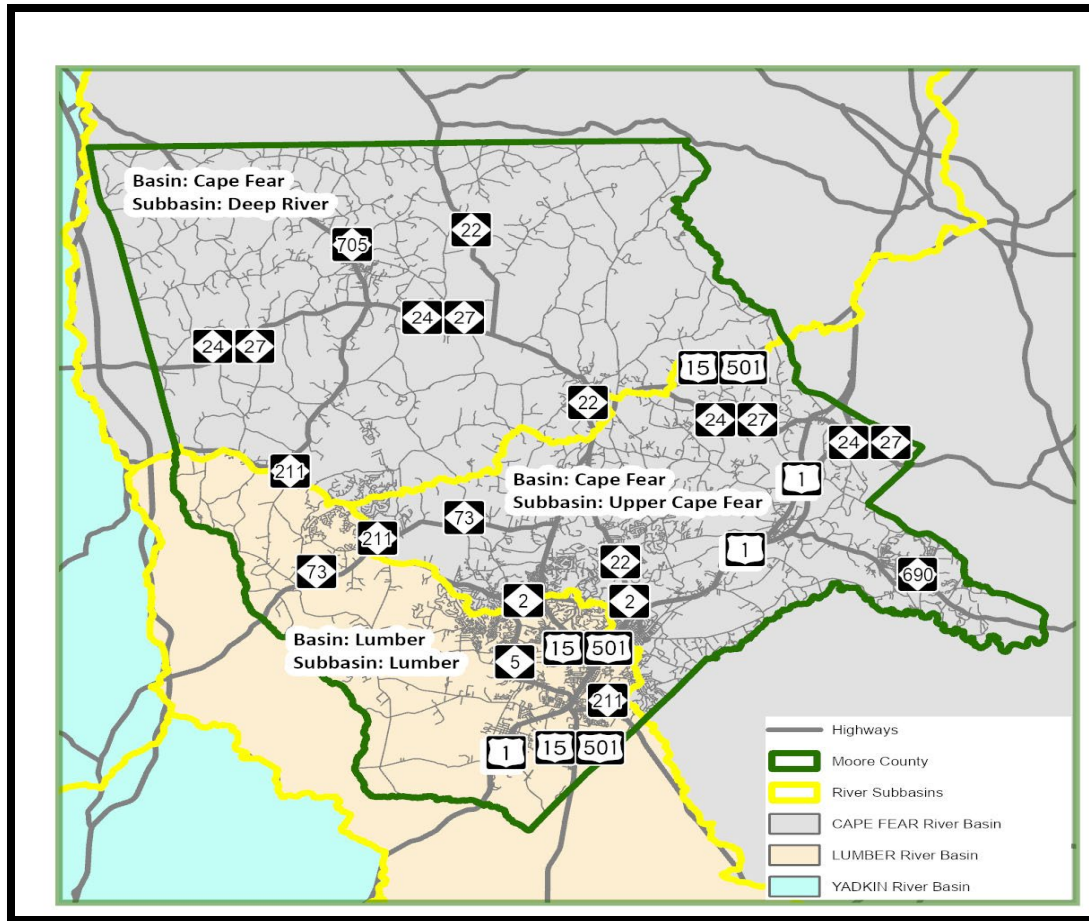 Basin: Cape Fear
Subbasin: Deep River
705
22
24 27
24 27
15 501
22
24 27
24 27
211
1
Basin: Cape Fear
Subbasin: Upper Cape Fear
73
211
1
22
73
690
2
2
Basin: Lumber
Subbasin: Lumber
15 501
5
211
1
15 501
Highways
Moore County
River Subbasins
CAPE FEAR River Basin
LUMBER River Basin
YADKIN River Basin